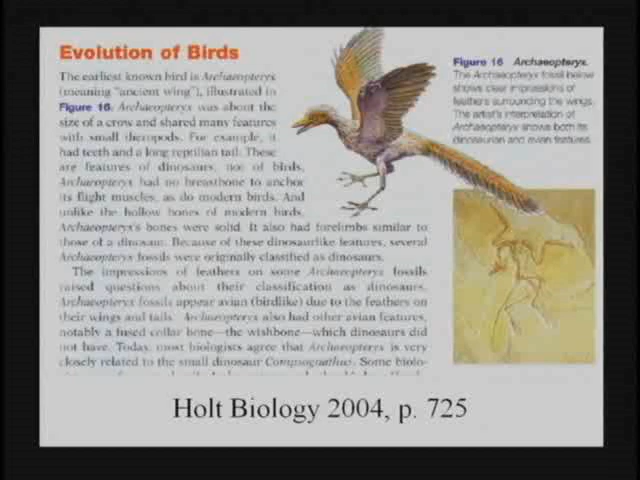 Evolution of Birds
The earliest known bird is Archaeopteryx
(meaning "ancient wing"), illustrated in
Figure 16. Archaeopteryx was about the
size of a crow and shared many features
with small theropods. For example, it
had teeth and a long reptilian tail. These
are features of dinosaurs, not of birds.
Archaeopteryx had no breastbone to anchor
its flight muscles, as do modern birds. And
unlike the hollow bones of modern birds,
Archaeopteryx's bones were solid. It also had forelimbs similar to
those of a dinosaur. Because of these dinosaurlike features, several
Archaeopteryx fossils were originally classified as dinosaurs.
The impressions of feathers on some Archaeopteryx fossils
raised questions about their classification as dinosaurs.
Archaeopteryx fossils appear avian (birdlike) due to the feathers on
their wings and tails. Archaeopteryx also had other avian features,
notably a fused collar bone—the wishbone—which dinosaurs did
not have. Today, most biologists agree that Archaeopteryx is very
closely related to the small dinosaur Compsognathus. Some biolo-
Figure 16 Archaeopteryx.
The Archaeopteryx fossil below
shows clear impressions of
feathers surrounding the wings.
The artist's interpretation of
Archaeopteryx shows both its
dinosaurian and avian features.
Holt Biology 2004, p. 725